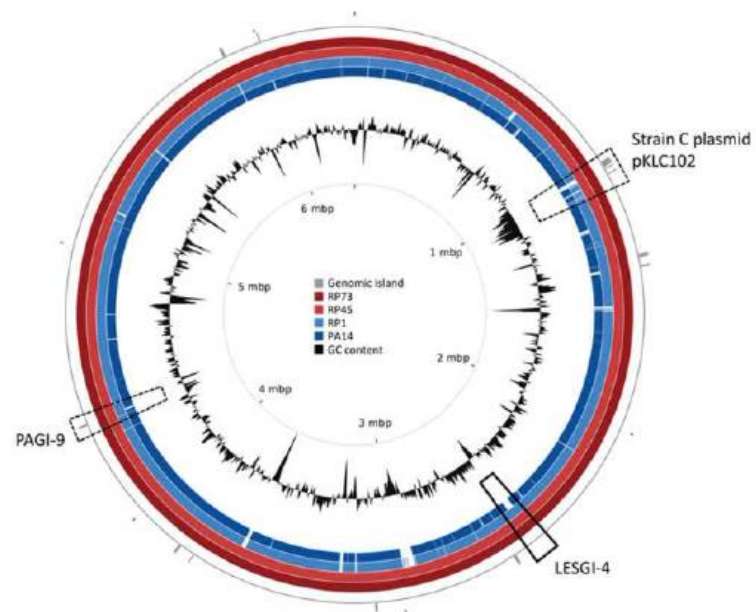 Strain C plasmid
pKLC102
6 mbp
1 mbp
5 mbp
Genomic island
RP73
RP45
RP1
PA14
GC content
2 mbp
4 mbp
3 mbp
PAGI-9
LESGI-4